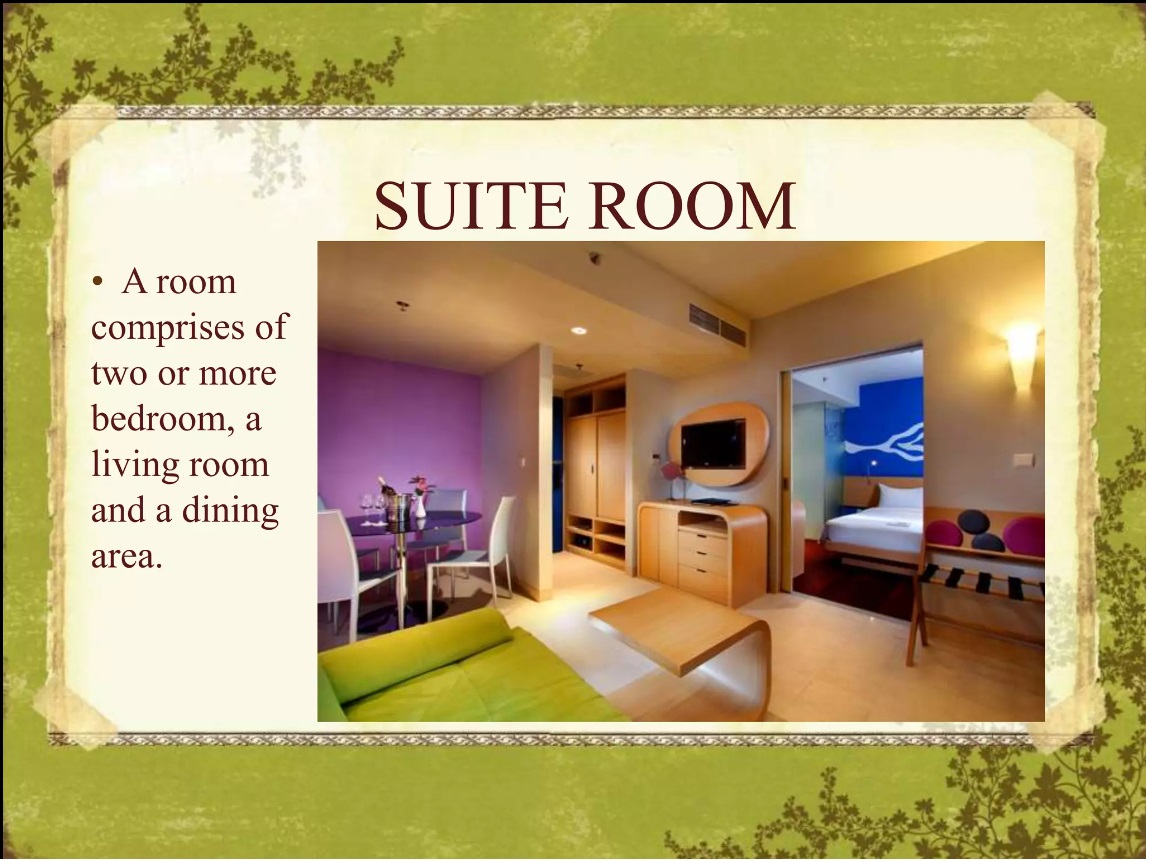 SUITE ROOM
• A room
comprises of
two or more
bedroom, a
living room
and a dining
area.